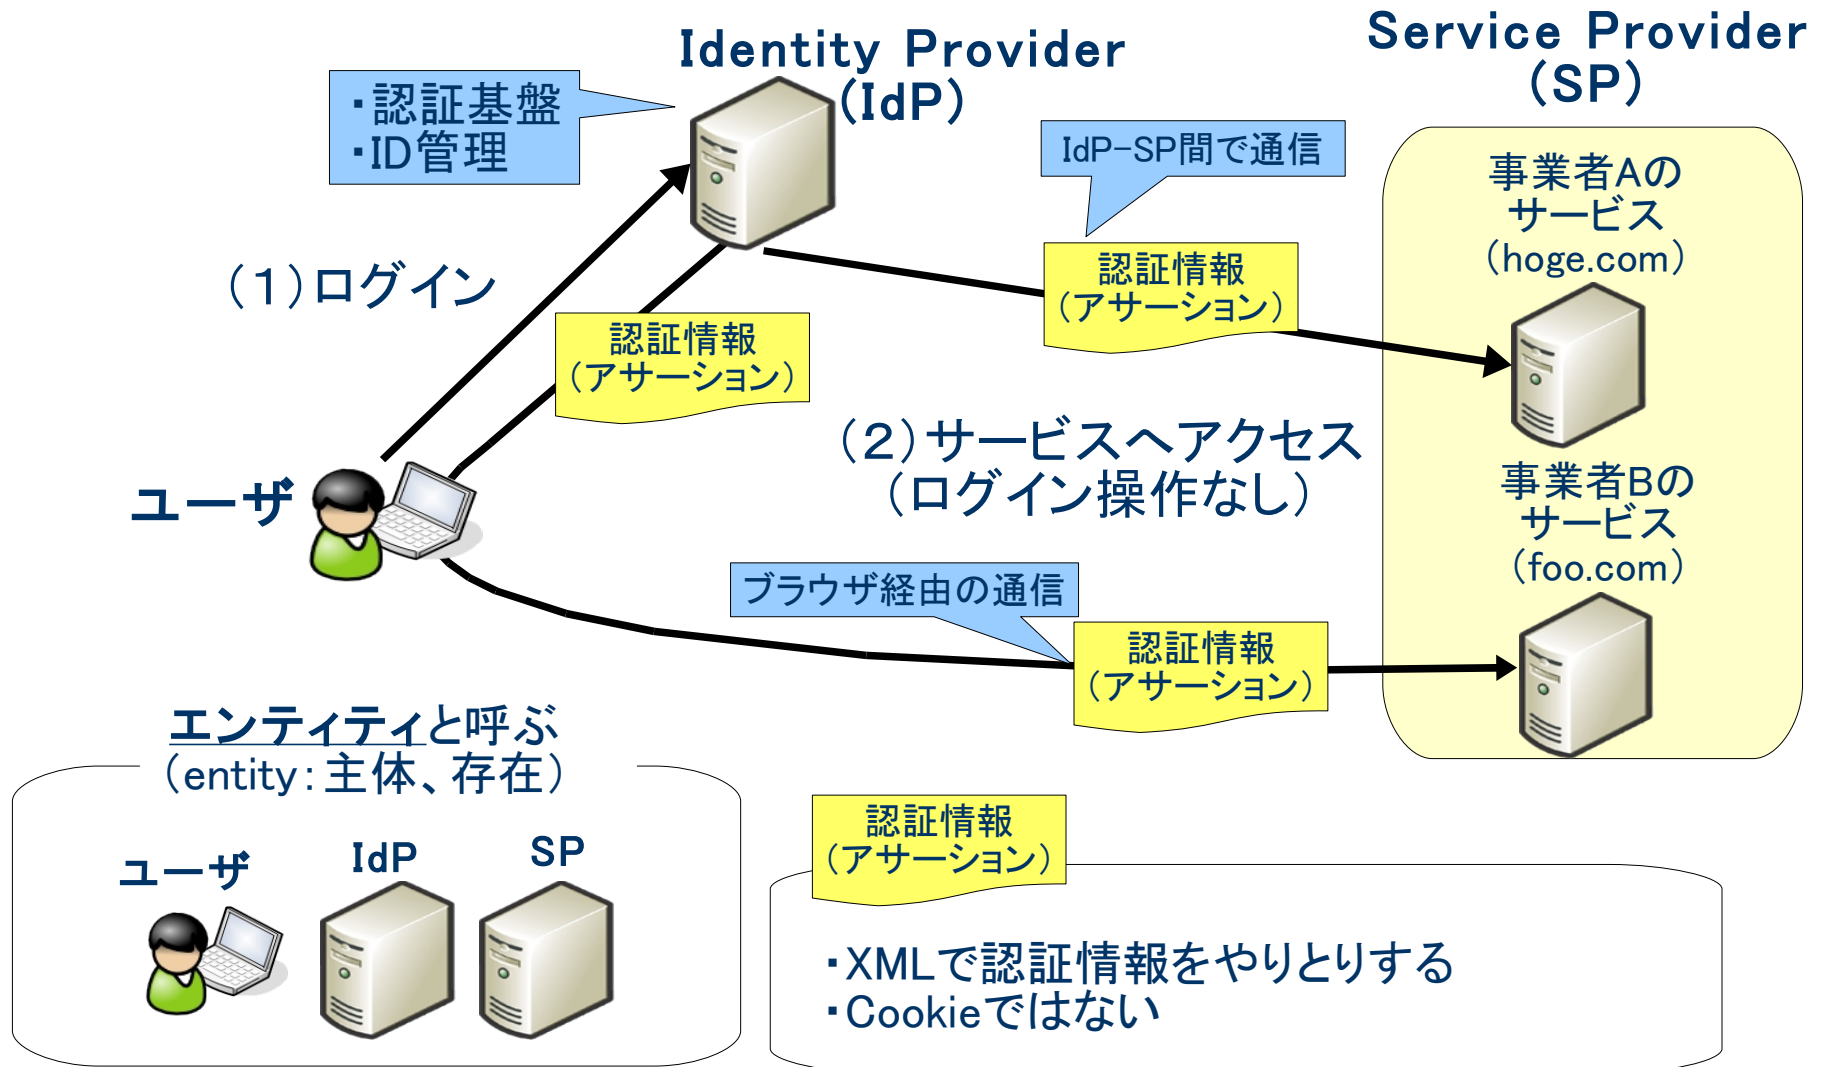 Identity Provider
(IdP)
Service Provider
(SP)
・認証基盤
・ID管理
IdP-SP間で通信
事業者Aの
サービス
(hoge.com)
認証情報
(アサーション)
(1)ログイン
認証情報
(アサーション)
(2)サービスへアクセス
(ログイン操作なし)
ユーザ
事業者Bの
サービス
(foo.com)
ブラウザ経由の通信
認証情報
(アサーション)
エンティティと呼ぶ
(entity:主体、存在)
ユーザ
IdP
SP
認証情報
(アサーション)
・XMLで認証情報をやりとりする
・Cookieではない